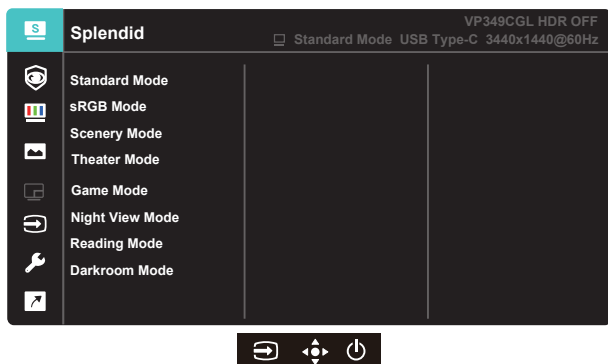 S
Splendid
VP349CGL HDR OFF
Standard Mode USB Type-C 3440x1440@60Hz
Standard Mode
sRGB Mode
Scenery Mode
Theater Mode
Game Mode
Night View Mode
Reading Mode
Darkroom Mode